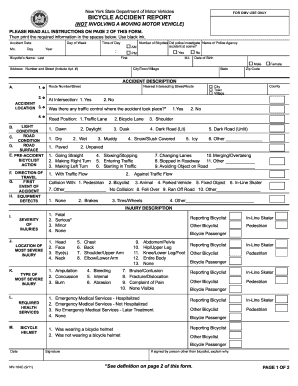 New York State Department of Motor Vehicles
BICYCLE ACCIDENT REPORT
(NOT INVOLVING A MOVING MOTOR VEHICLE)
FOR DMV USE ONLY
PLEASE READ ALL INSTRUCTIONS ON PAGE 2 OF THIS FORM.
Then print the required information in the spaces below. Use black ink.
Accident Date
Mo. Day Year
Day of Week
Time of Day
AM
PM
Number of Bicycles
Did police investigate accident at scene?
Yes No
Name of Police Agency
Bicyclist's Name: Last First M.I.
Date of Birth
Male Female
Address: Number and Street (Include Apt. #) City/Town/Village State Zip Code
ACCIDENT DESCRIPTION
A.
ACCIDENT LOCATION
1. Route Number/Street
Nearest Intersecting Street/Route
City
Town
Village
County
2. At Intersection? 1. Yes 2. No
3. Was there any traffic control where the accident took place? 1. Yes 2. No
4. Road Position? 1. Traffic Lane 2. Bicycle Lane 3. Shoulder
B. LIGHT CONDITION
1. Dawn 2. Daylight 3. Dusk 4. Dark Road (Lit) 5. Dark Road (Unlit)
C. ROAD CONDITION
1. Dry 2. Wet 3. Muddy 4. Snow/Slush Covered 5. Icy 6. Other
D. ROAD SURFACE
1. Paved 2. Unpaved
E. PRE-ACCIDENT BICYCLIST ACTION
1. Going Straight 4. Slowing/Stopping 7. Changing Lanes 10. Merging/Overtaking
2. Making Right Turn 5. Entering Traffic 8. Stopped in Roadway 11. Other
3. Making Left Turn 6. Starting in Traffic 9. Avoiding Object in Road
F. DIRECTION OF TRAVEL
1. With Traffic Flow 2. Against Traffic Flow
G. EVENT OF ACCIDENT
Collision With: 1. Pedestrian 2. Bicyclist 3. Animal 4. Parked Vehicle 5. Fixed Object 6. In-Line Skater
7. Other No Collision: 8. Fell Over 9. Ran Off Road 10. Other
H. EQUIPMENT DEFECTS
1. None 2. Brakes 3. Tires/Wheels 4. Other
INJURY DESCRIPTION
I.
SEVERITY OF INJURIES
1. Fatal
2. Serious*
3. Minor
4. None
Reporting Bicyclist
Other Bicyclist
Bicycle Passenger
In-Line Skater
Pedestrian
J.
LOCATION OF MOST SEVERE INJURY
1. Head 5. Chest 9. Abdomen/Pelvis
2. Face 6. Back 10. Hip/Upper Leg
3. Eye(s) 7. Shoulder/Upper Arm 11. Knee/Lower Leg/Foot
4. Neck 8. Elbow/Lower Arm 12. Entire Body
13. None
Reporting Bicyclist
Other Bicyclist
Bicycle Passenger
In-Line Skater
Pedestrian
K.
TYPE OF MOST SEVERE INJURY
1. Amputation 4. Bleeding 7. Bruise/Contusion
2. Concussion 5. Internal 8. Fracture/Dislocation
3. Burn 6. Abrasion 9. Complaint of Pain
10. None Visible
Reporting Bicyclist
Other Bicyclist
Bicycle Passenger
In-Line Skater
Pedestrian
L.
REQUIRED HEALTH SERVICES
1. Emergency Medical Services - Hospitalized
2. Emergency Medical Services - Not Hospitalized
3. No Emergency Medical Services - Later Treatment
4. None
Reporting Bicyclist
Other Bicyclist
Bicycle Passenger
In-Line Skater
Pedestrian
M.
BICYCLE HELMET
1. Was wearing a bicycle helmet
2. Was not wearing a bicycle helmet
Reporting Bicyclist
Other Bicyclist
Bicycle Passenger
Date
Signature
If signed by person other than bicyclist, explain why.
*See definition on page 2 of this form.
PAGE 1 OF 2